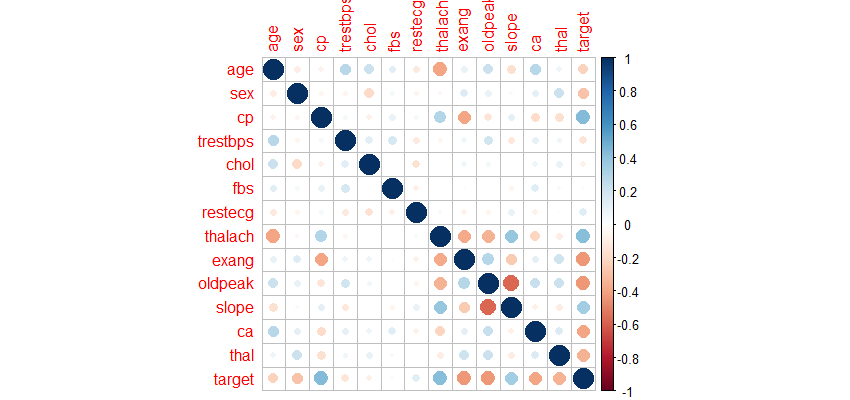 age sex cp trestbps chol fbs restecg thalach exang oldpeak slope ca thal target
age
sex
cp
trestbps
chol
fbs
restecg
thalach
exang
oldpeak
slope
ca
thal
target
1
0.8
0.6
0.4
0.2
0
-0.2
-0.4
-0.6
-0.8
-1